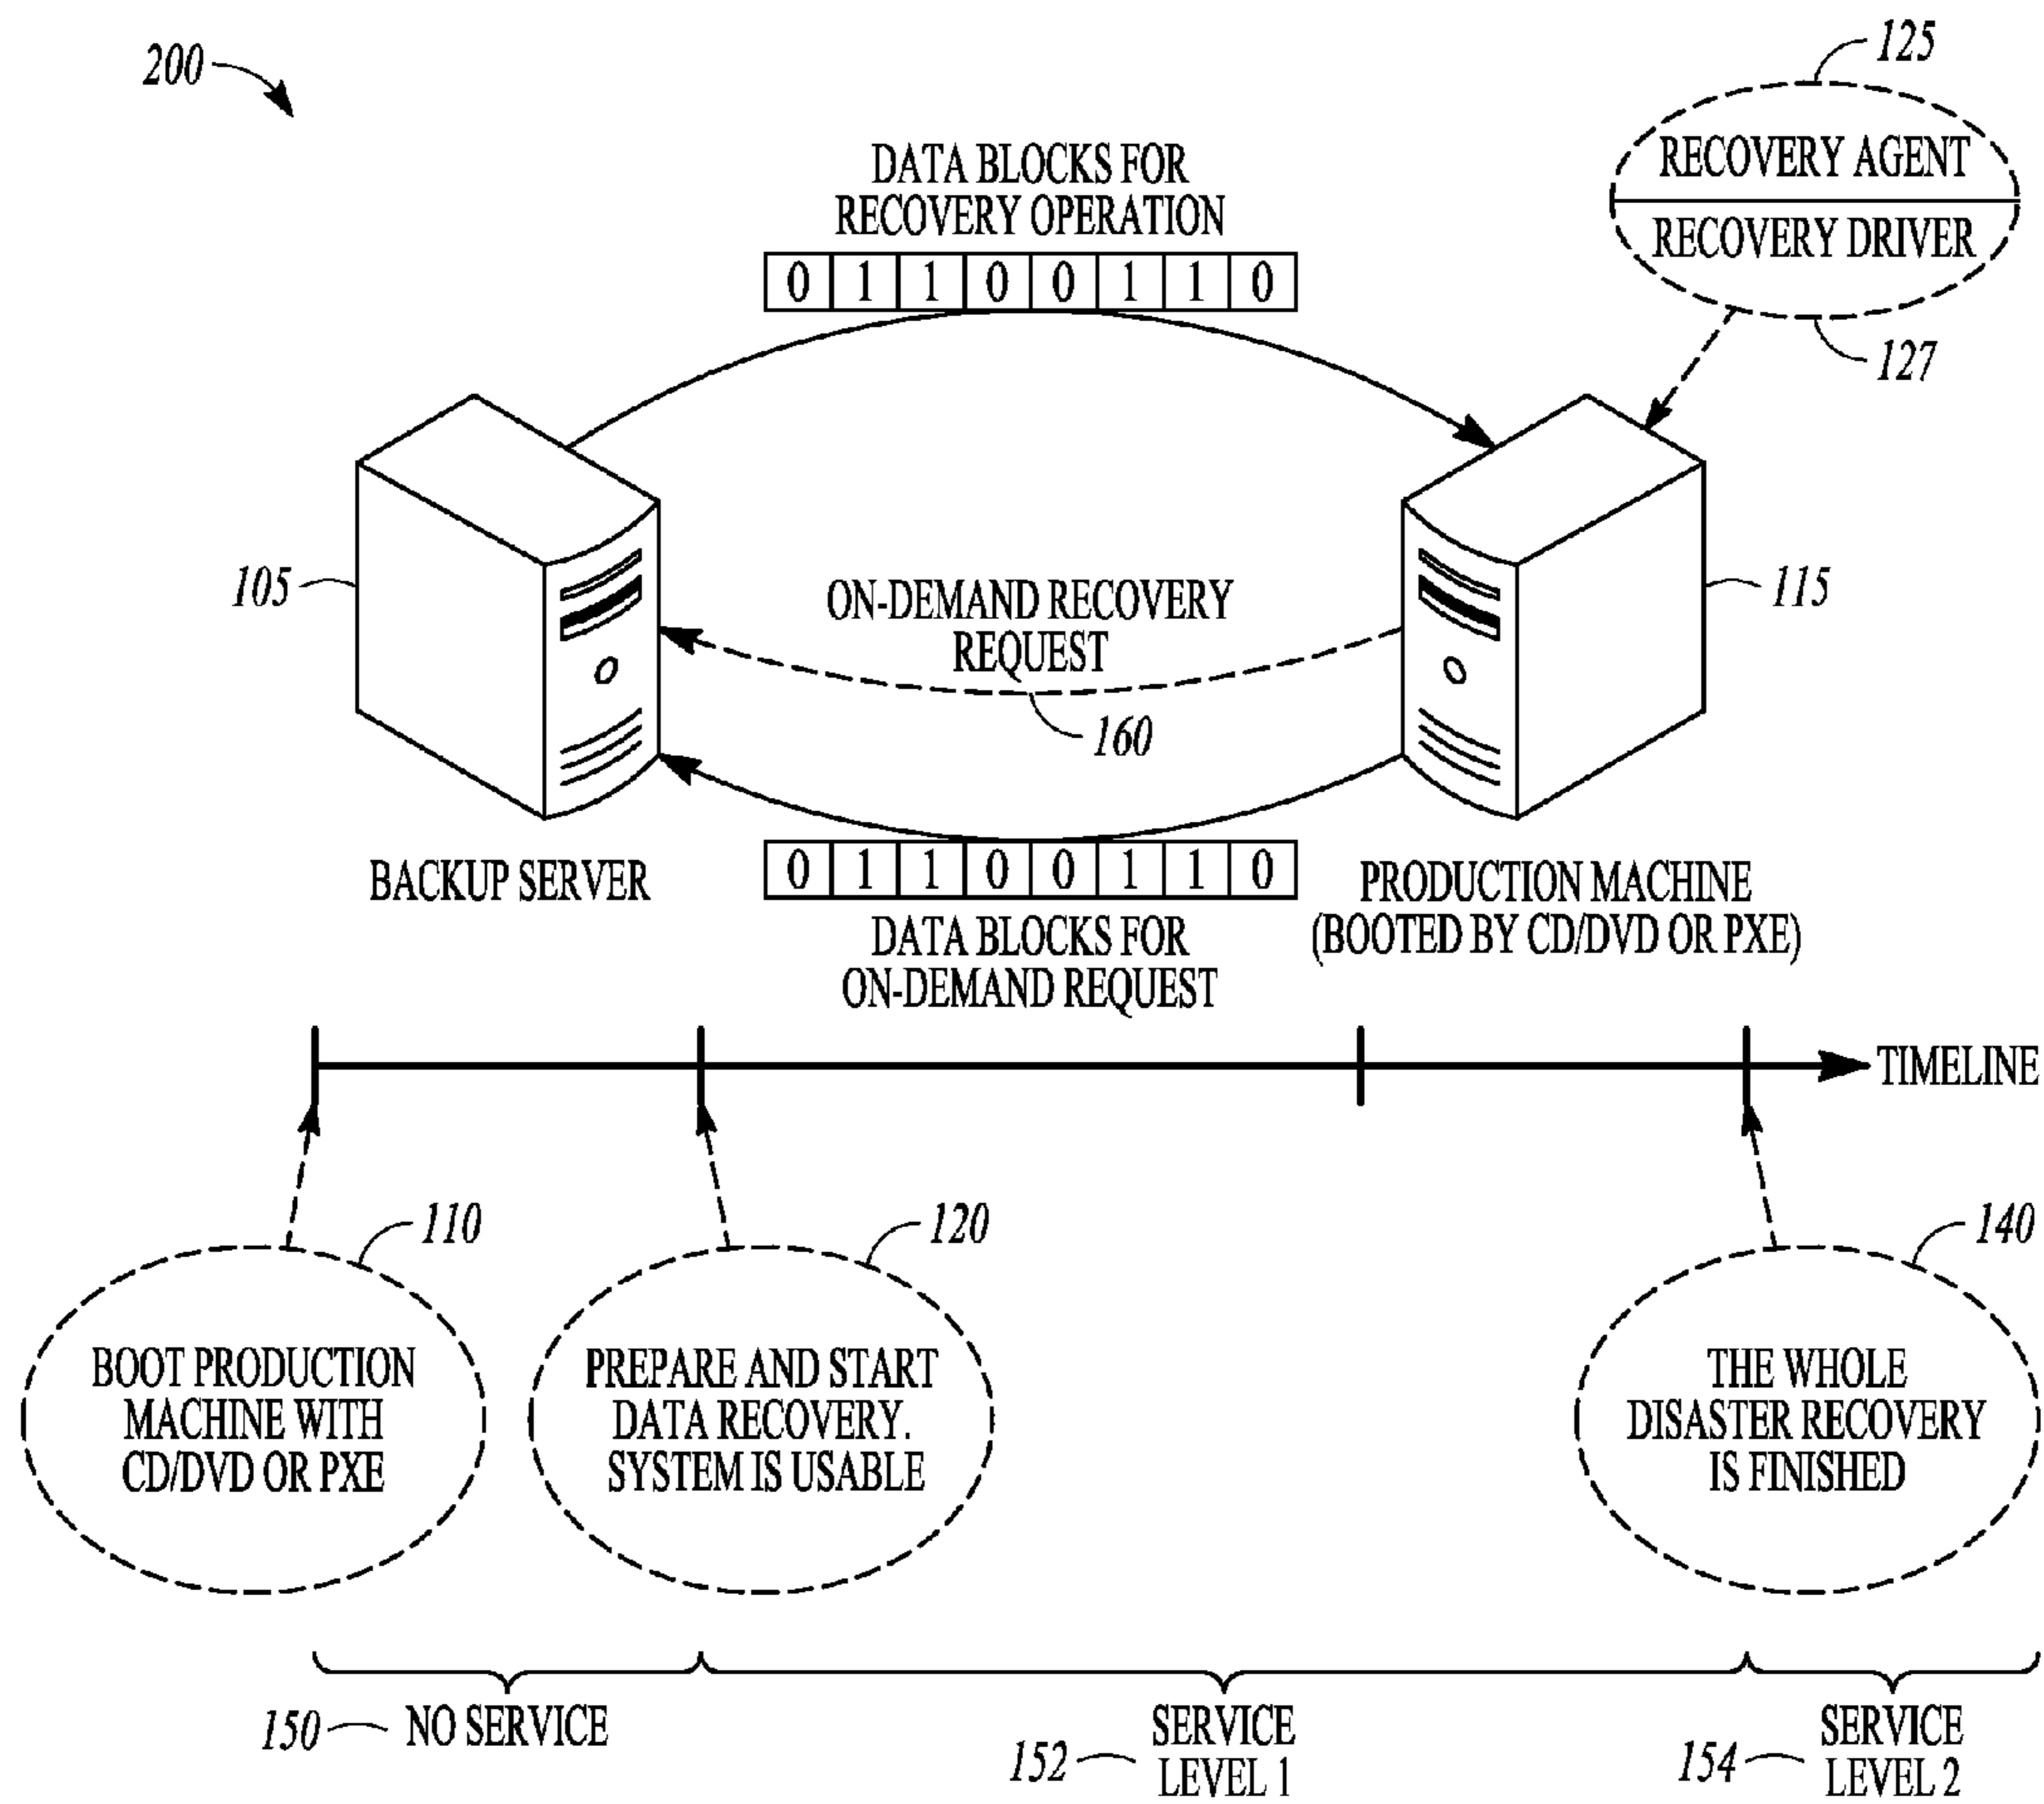 200
125
RECOVERY AGENT
RECOVERY DRIVER
127
DATA BLOCKS FOR
RECOVERY OPERATION
0 1 1 0 0 1 1 0
105
ON-DEMAND RECOVERY
REQUEST
160
115
BACKUP SERVER
0 1 1 0 0 1 1 0
DATA BLOCKS FOR
ON-DEMAND REQUEST
PRODUCTION MACHINE
(BOOTED BY CD/DVD OR PXE)
TIMELINE
110
BOOT PRODUCTION
MACHINE WITH
CD/DVD OR PXE
120
PREPARE AND START
DATA RECOVERY.
SYSTEM IS USABLE
140
THE WHOLE
DISASTER RECOVERY
IS FINISHED
150
NO SERVICE
152
SERVICE
LEVEL 1
154
SERVICE
LEVEL 2